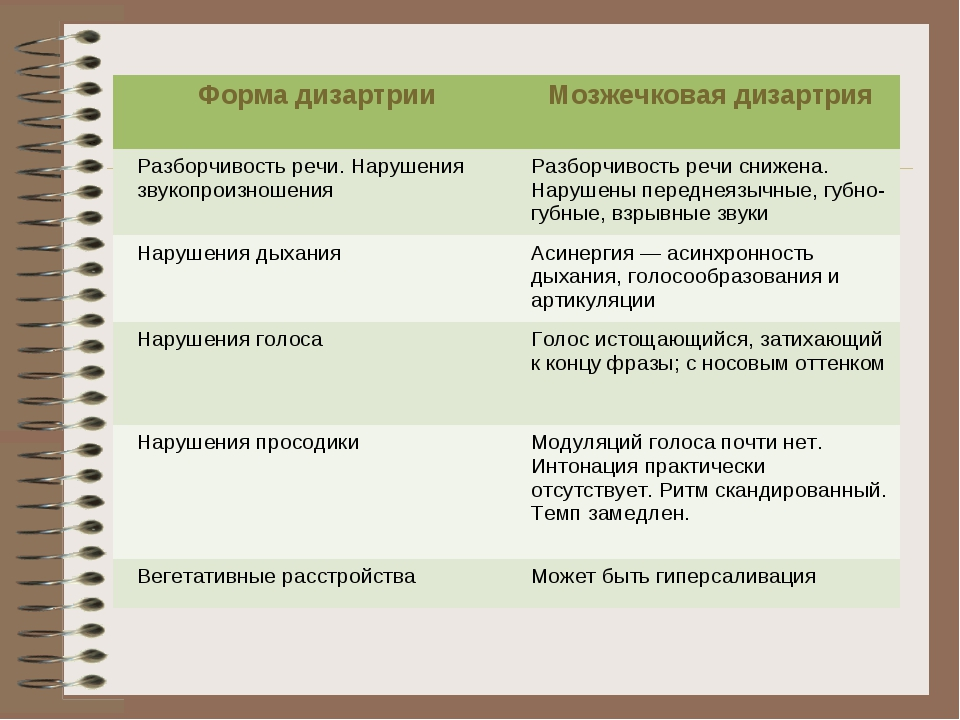 Форма дизартрии
Мозжечковая дизартрия
Разборчивость речи. Нарушения
звукопроизношения
Разборчивость речи снижена.
Нарушены переднеязычные, губно-
губные, взрывные звуки
Нарушения дыхания
Асинергия — асинхронность
дыхания, голосообразования и
артикуляции
Нарушения голоса
Голос истощающийся, затихающий
к концу фразы; с носовым оттенком
Нарушения просодики
Модуляций голоса почти нет.
Интонация практически
отсутствует. Ритм скандированный.
Темп замедлен.
Вегетативные расстройства
Может быть гиперсаливация